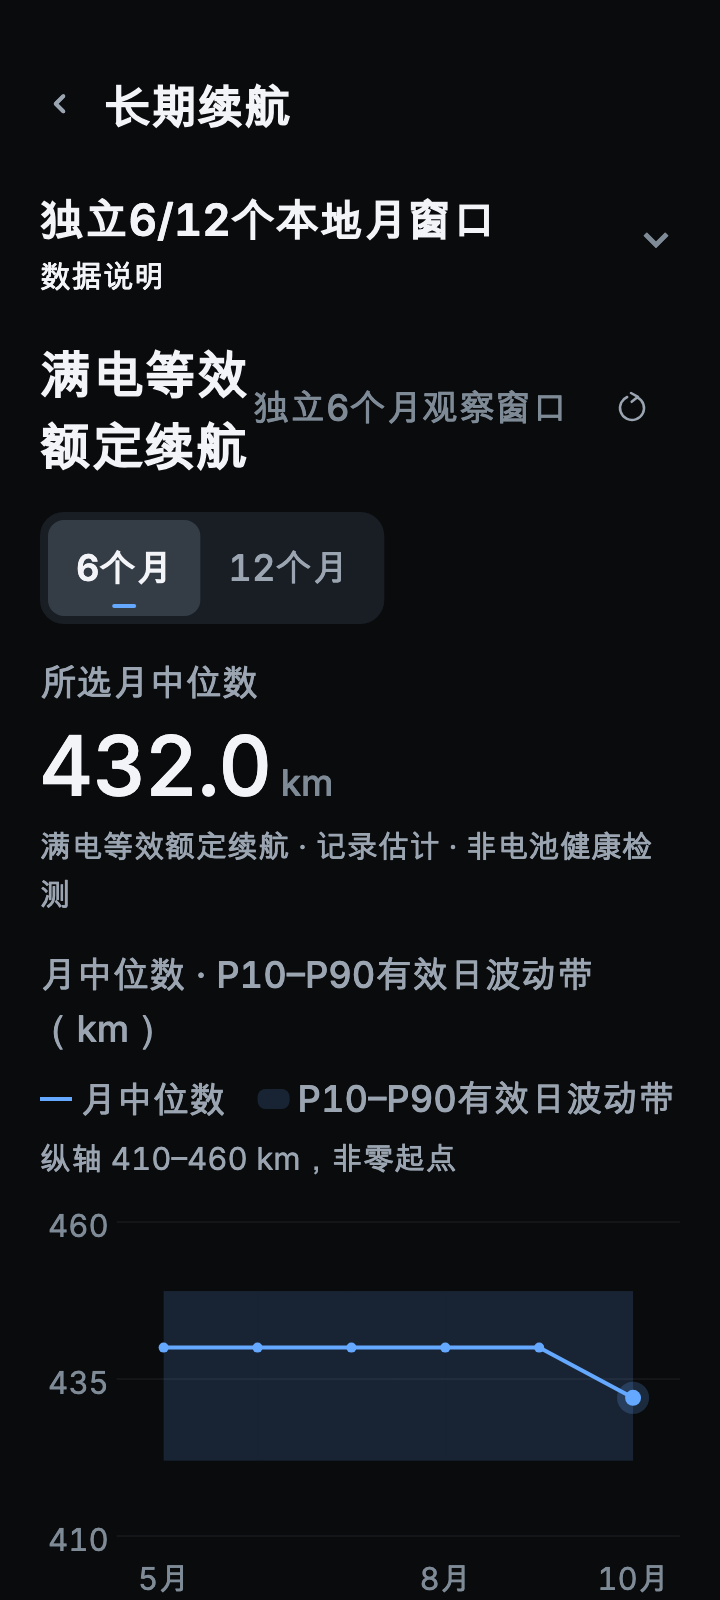 长期续航
独立6/12个本地月窗口
数据说明
满电等效
额定续航
独立6个月观察窗口
6个月
12个月
所选月中位数
432.0 km
满电等效额定续航 · 记录估计 · 非电池健康检
测
月中位数 · P10–P90有效日波动带
（km）
月中位数
P10–P90有效日波动带
纵轴 410–460 km，非零起点
460
435
410
5月
8月
10月